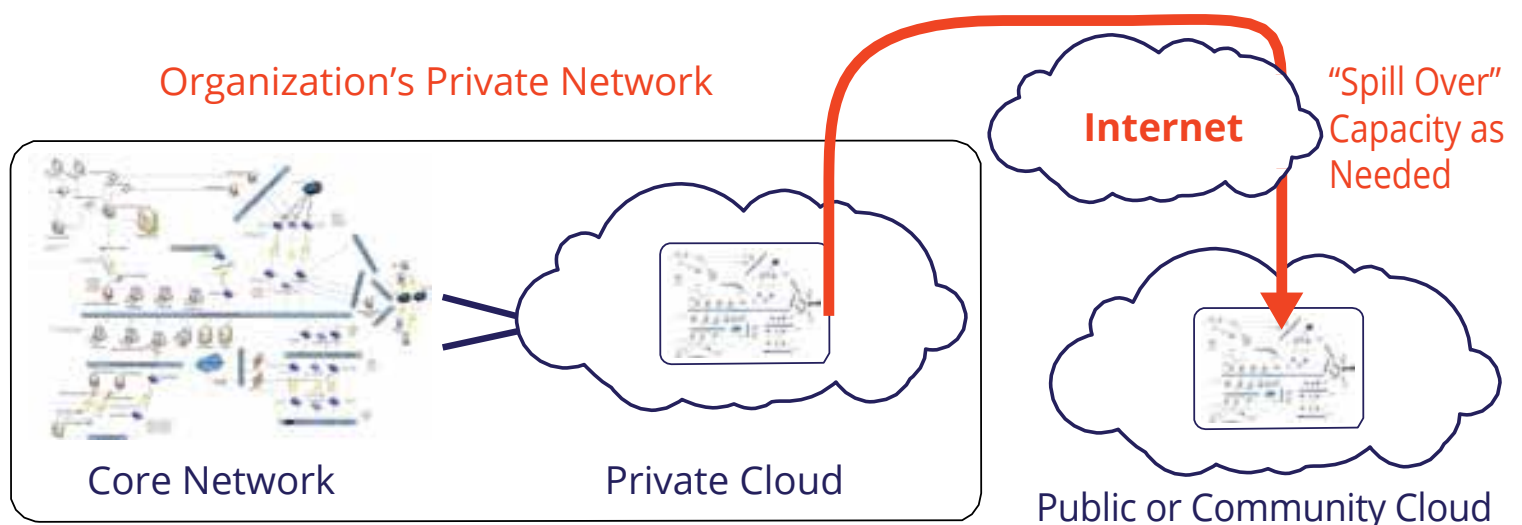 Organization’s Private Network
Internet
“Spill Over”
Capacity as
Needed
Core Network
Private Cloud
Public or Community Cloud